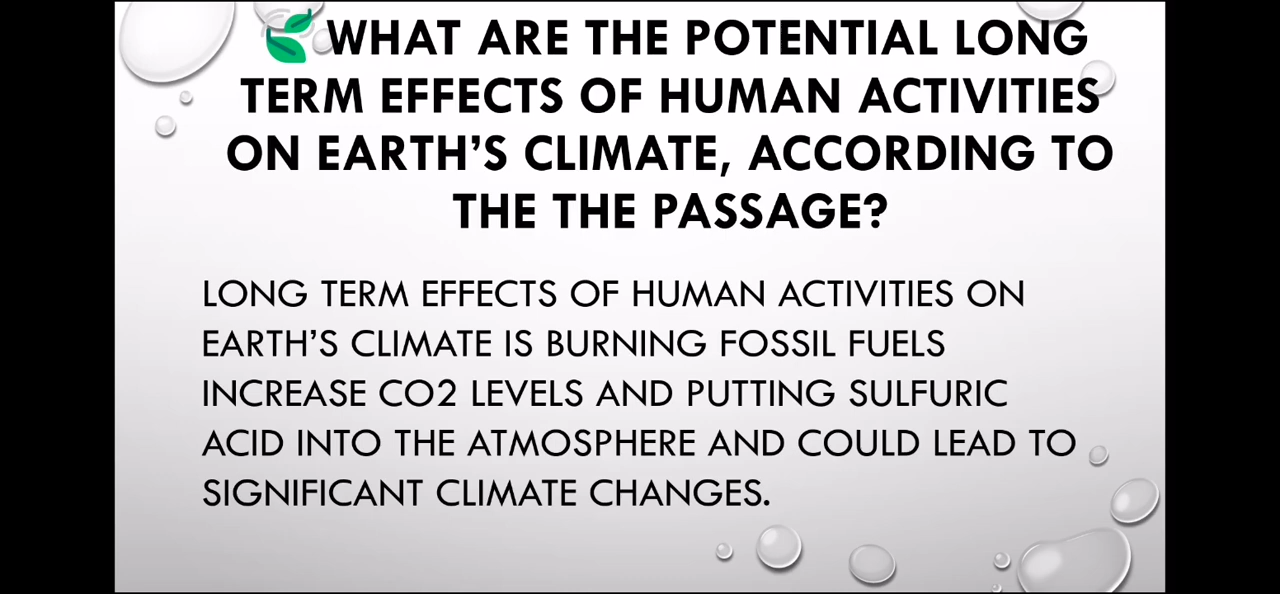 WHAT ARE THE POTENTIAL LONG
TERM EFFECTS OF HUMAN ACTIVITIES
ON EARTH'S CLIMATE, ACCORDING TO
THE THE PASSAGE?
LONG TERM EFFECTS OF HUMAN ACTIVITIES ON
EARTH'S CLIMATE IS BURNING FOSSIL FUELS
INCREASE CO2 LEVELS AND PUTTING SULFURIC
ACID INTO THE ATMOSPHERE AND COULD LEAD TO
SIGNIFICANT CLIMATE CHANGES.